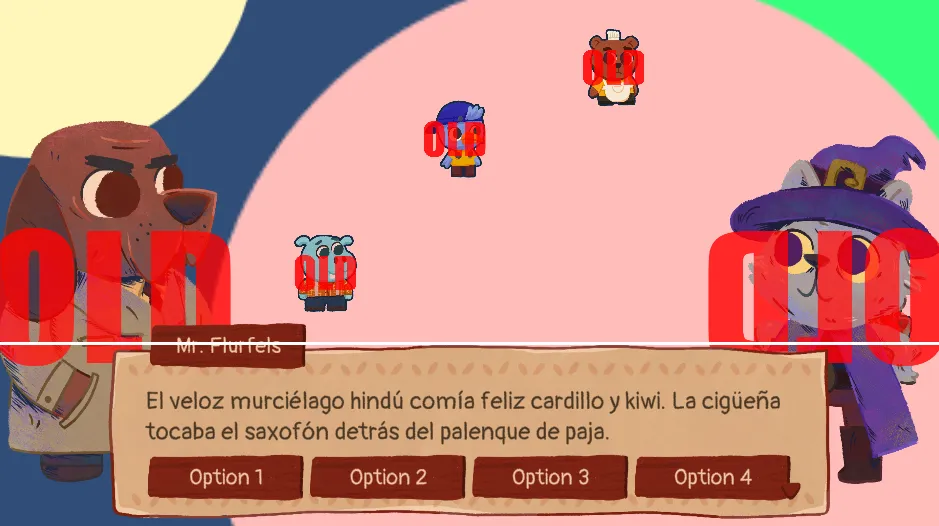 OLD
OLD
OLD
OLD
OLD
Mr. Flurfels
El veloz murciélago hindú comía feliz cardillo y kiwi. La cigüeña
tocaba el saxofón detrás del palenque de paja.
Option 1
Option 2
Option 3
Option 4